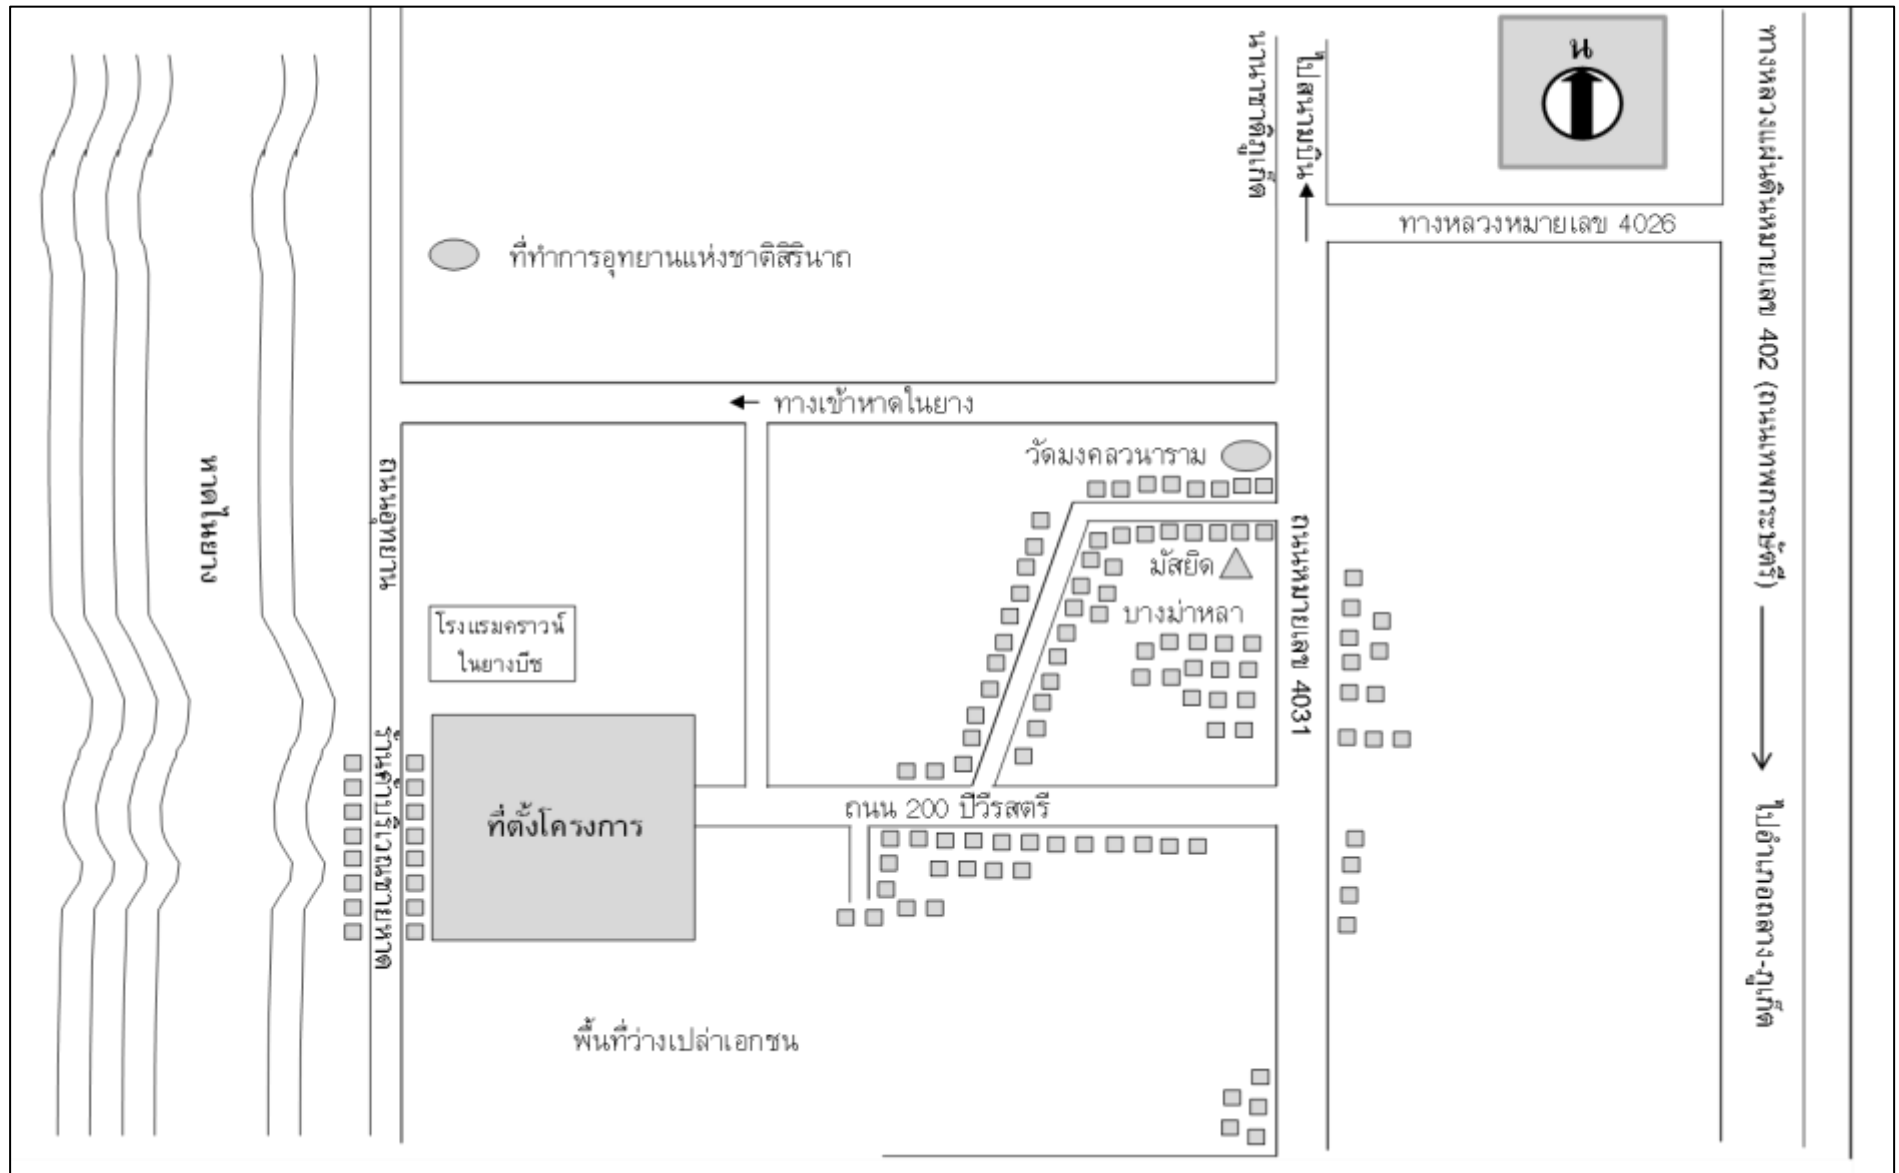 น
ไปสนามบิน
นานาชาติภูเก็ต
ทางหลวงแผ่นดินหมายเลข 402 (ถนนเทพกระษัตรี)
ทางหลวงหมายเลข 4026
ที่ทำการอุทยานแห่งชาติสิรินาถ
ทางเข้าหาดในยาง
วัดมงคลวนาราม
หาดในยาง
ถนนอุทยาน
ถนนหมายเลข 4031
มัสยิด
บางม่าหลา
โรงแรมคราวน์
ในยางบีช
ร้านค้าบริเวณชายหาด
ที่ตั้งโครงการ
ถนน 200 ปีวีรสตรี
ไปอำเภอถลาง-ภูเก็ต
พื้นที่ว่างเปล่าเอกชน